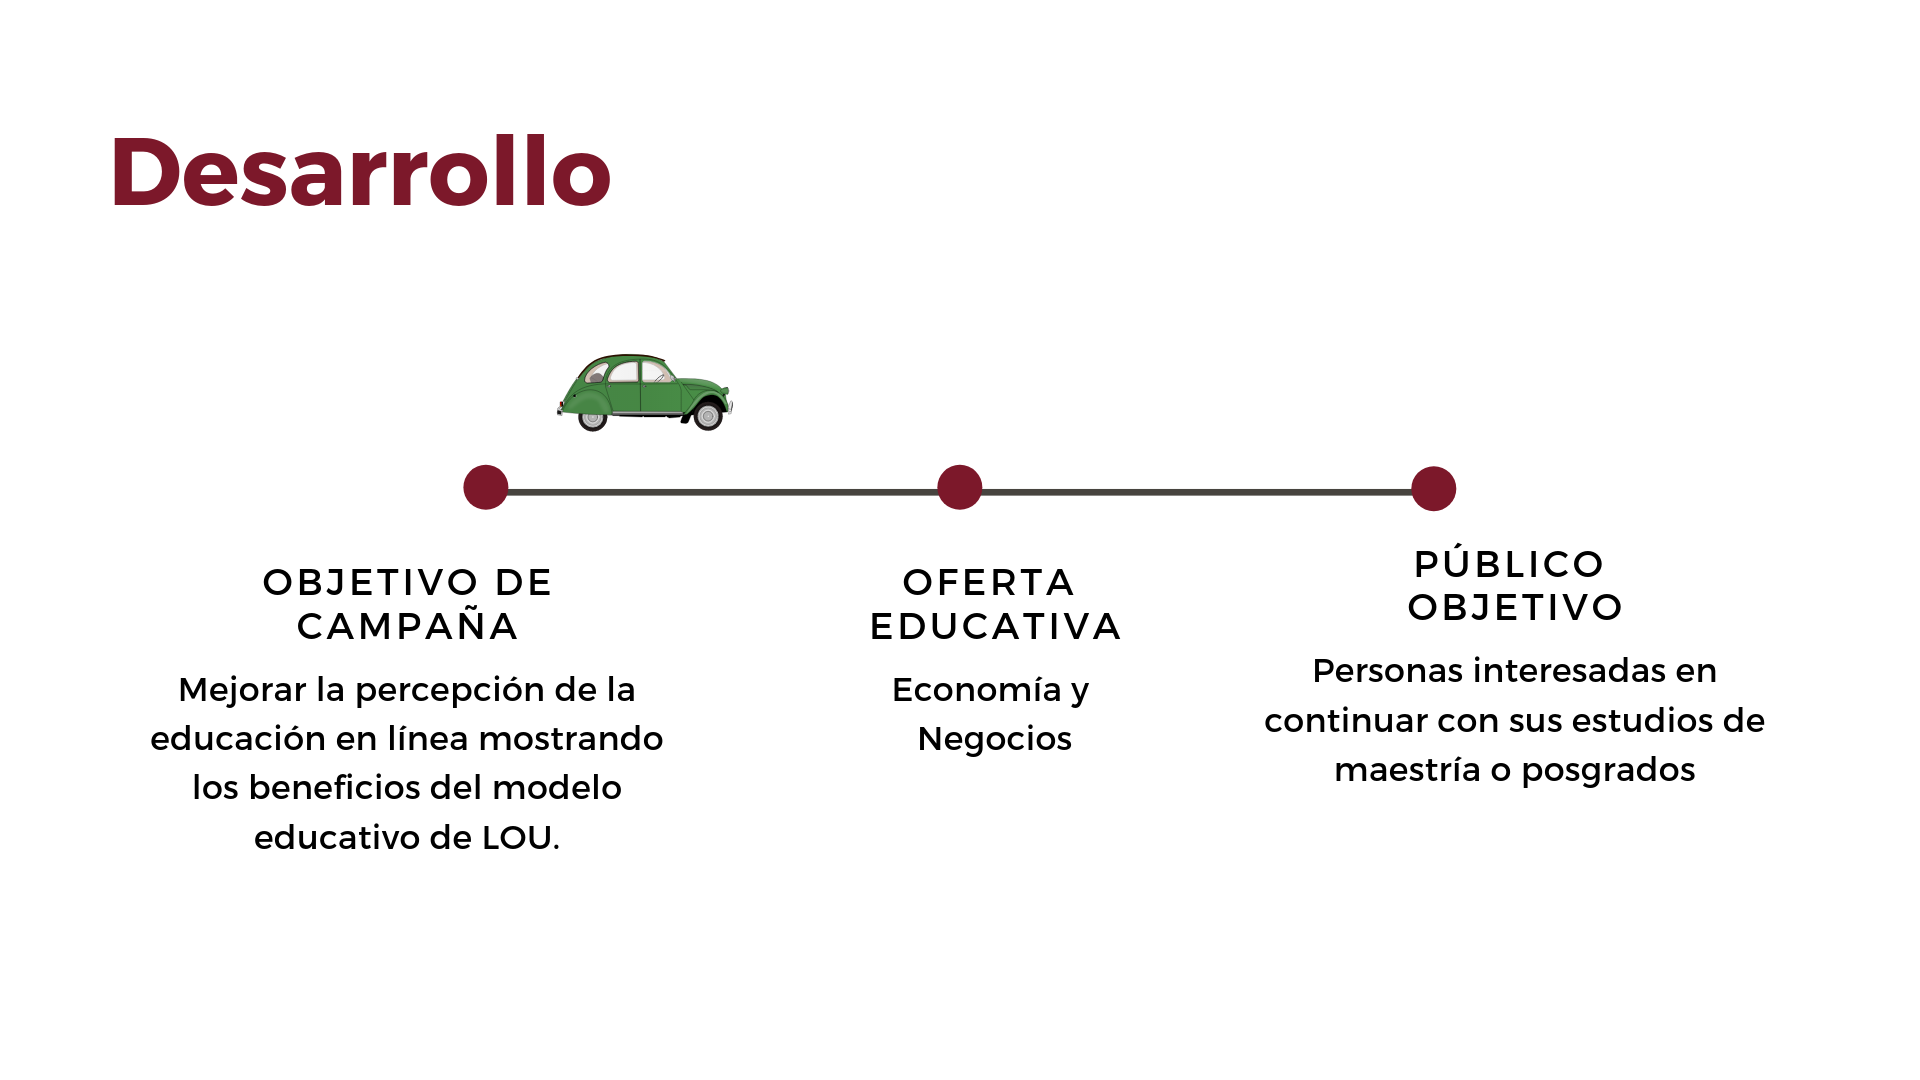 Desarrollo
OBJETIVO DE
CAMPAÑA
Mejorar la percepción de la
educación en línea mostrando
los beneficios del modelo
educativo de LOU.
OFERTA
EDUCATIVA
Economía y
Negocios
PÚBLICO
OBJETIVO
Personas interesadas en
continuar con sus estudios de
maestría o posgrados